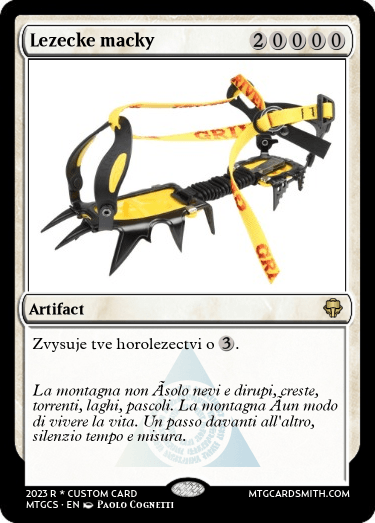 Lezecke macky 2 0 0 0 0
GRIV
GRI
Artifact
Zvysuje tve horolezectvi o 3.
La montagna non Ãsolo nevi e dirupi, creste,
torrenti, laghi, pascoli. La montagna Ãun modo
di vivere la vita. Un passo davanti all'altro,
silenzio tempo e misura.
2023 R * CUSTOM CARD
MTGCS • EN Paolo Cognetti
MTGCARDSMITH.COM